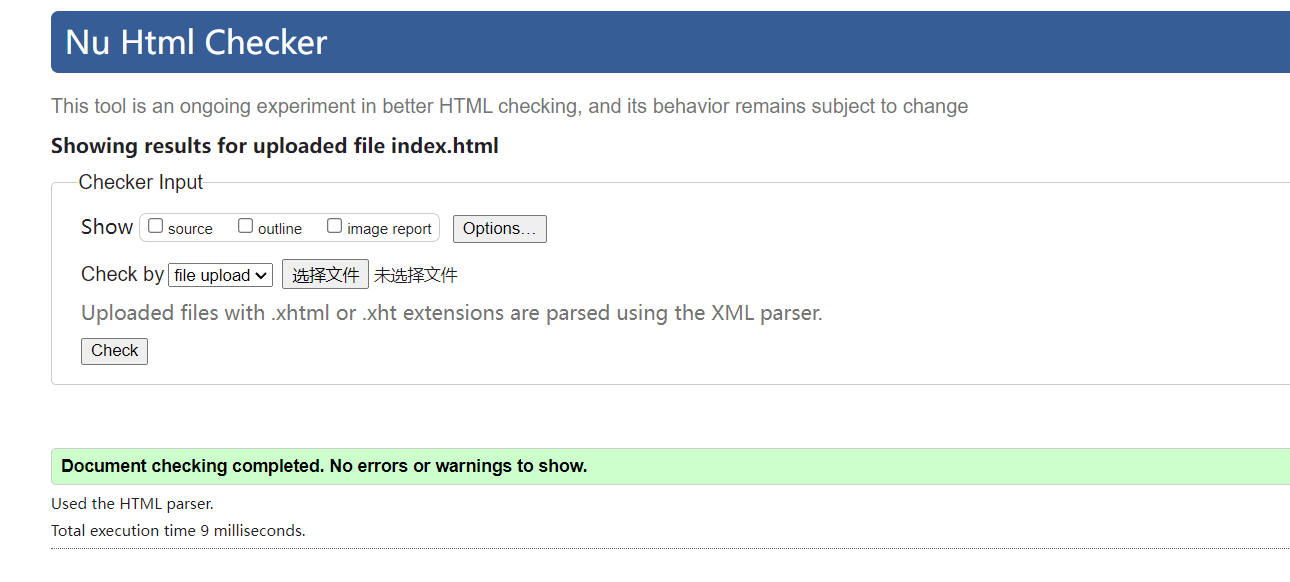 Nu Html Checker
This tool is an ongoing experiment in better HTML checking, and its behavior remains subject to change
Showing results for uploaded file index.html
Checker Input
Show source outline image report Options...
Check by file upload 选择文件 未选择文件
Uploaded files with .xhtml or .xht extensions are parsed using the XML parser.
Check
Document checking completed. No errors or warnings to show.
Used the HTML parser.
Total execution time 9 milliseconds.